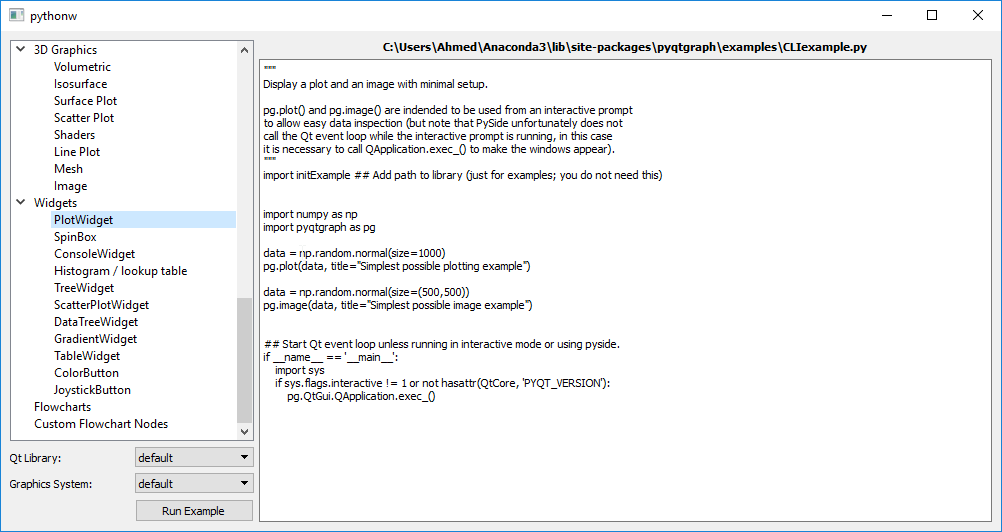 pythonw
3D Graphics
Volumetric
Isosurface
Surface Plot
Scatter Plot
Shaders
Line Plot
Mesh
Image
Widgets
PlotWidget
SpinBox
ConsoleWidget
Histogram / lookup table
TreeWidget
ScatterPlotWidget
DataTreeWidget
GradientWidget
TableWidget
ColorButton
JoystickButton
Flowcharts
Custom Flowchart Nodes
Qt Library:
default
Graphics System:
default
Run Example
C:\Users\Ahmed\Anaconda3\lib\site-packages\pyqtgraph\examples\CLIexample.py
"""
Display a plot and an image with minimal setup.
pg.plot() and pg.image() are indended to be used from an interactive prompt
to allow easy data inspection (but note that PySide unfortunately does not
call the Qt event loop while the interactive prompt is running, in this case
it is necessary to call QApplication.exec_() to make the windows appear).
"""
import initExample ## Add path to library (just for examples; you do not need this)
import numpy as np
import pyqtgraph as pg
data = np.random.normal(size=1000)
pg.plot(data, title="Simplest possible plotting example")
data = np.random.normal(size=(500,500))
pg.image(data, title="Simplest possible image example")
## Start Qt event loop unless running in interactive mode or using pyside.
if __name__ == '__main__':
import sys
if sys.flags.interactive != 1 or not hasattr(QtCore, 'PYQT_VERSION'):
pg.QtGui.QApplication.exec_()